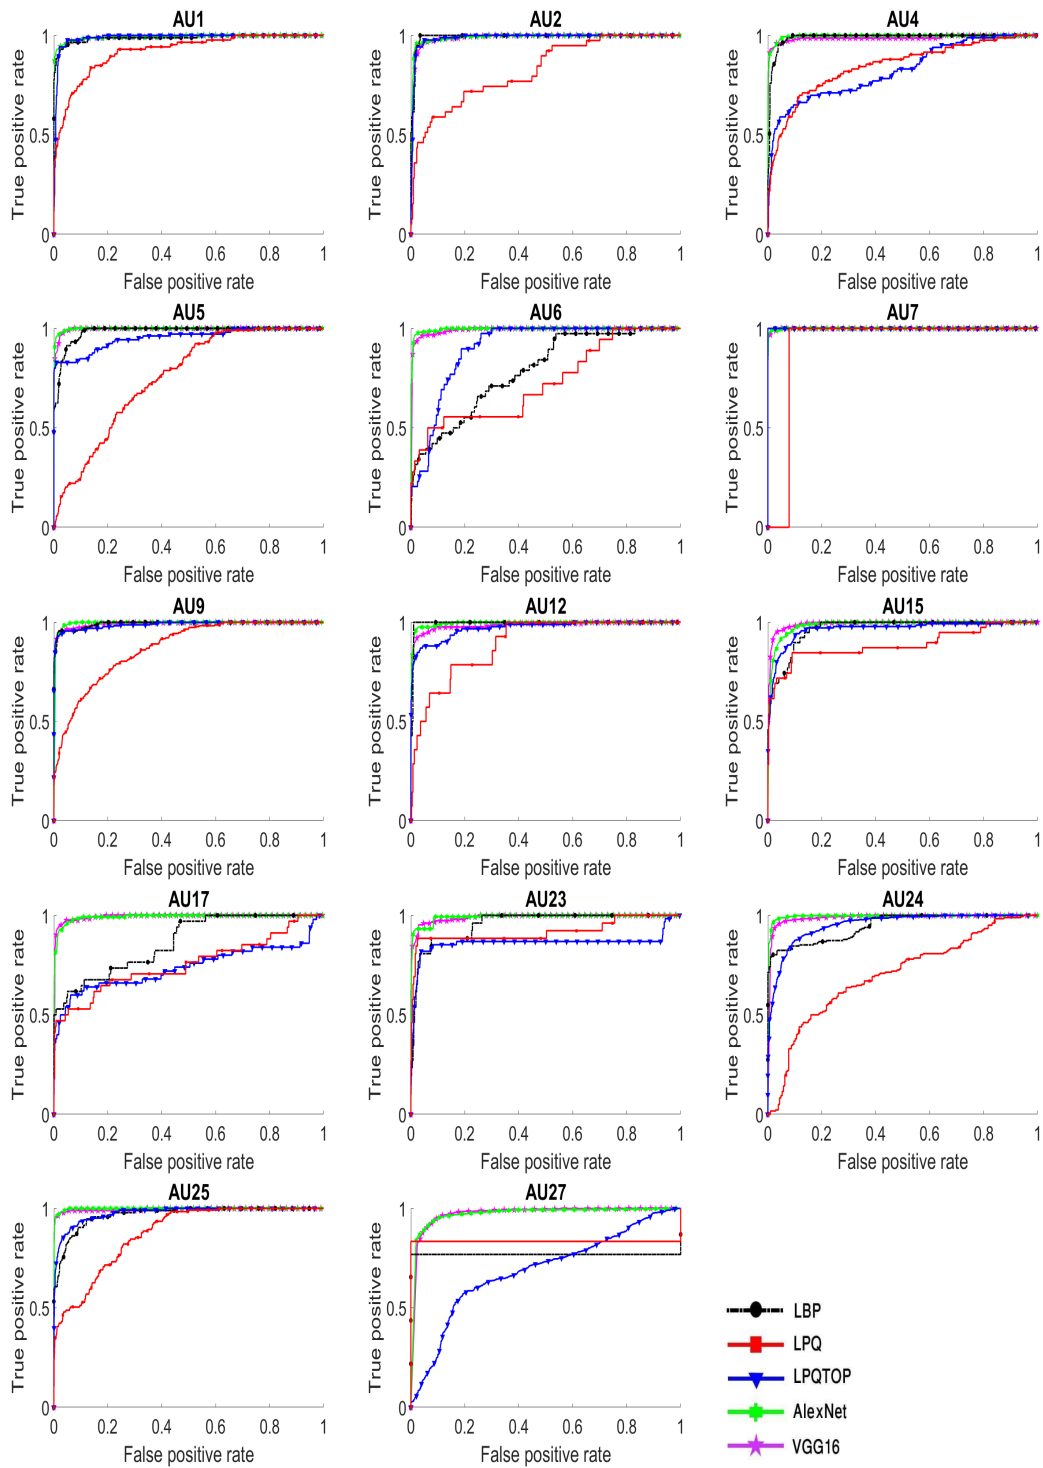 AU1 AU2 AU4
1 1 1
True positive rate True positive rate True positive rate
0.5 0.5 0.5
0 0 0
0 0.2 0.4 0.6 0.8 1 0 0.2 0.4 0.6 0.8 1 0 0.2 0.4 0.6 0.8 1
False positive rate False positive rate False positive rate
AU5 AU6 AU7
1 1 1
True positive rate True positive rate True positive rate
0.5 0.5 0.5
0 0 0
0 0.2 0.4 0.6 0.8 1 0 0.2 0.4 0.6 0.8 1 0 0.2 0.4 0.6 0.8 1
False positive rate False positive rate False positive rate
AU9 AU12 AU15
1 1 1
True positive rate True positive rate True positive rate
0.5 0.5 0.5
0 0 0
0 0.2 0.4 0.6 0.8 1 0 0.2 0.4 0.6 0.8 1 0 0.2 0.4 0.6 0.8 1
False positive rate False positive rate False positive rate
AU17 AU23 AU24
1 1 1
True positive rate True positive rate True positive rate
0.5 0.5 0.5
0 0 0
0 0.2 0.4 0.6 0.8 1 0 0.2 0.4 0.6 0.8 1 0 0.2 0.4 0.6 0.8 1
False positive rate False positive rate False positive rate
AU25 AU27
1 1
True positive rate True positive rate
0.5 0.5
0 0
0 0.2 0.4 0.6 0.8 1 0 0.2 0.4 0.6 0.8 1
False positive rate False positive rate
LBP
LPQ
LPQTOP
AlexNet
VGG16